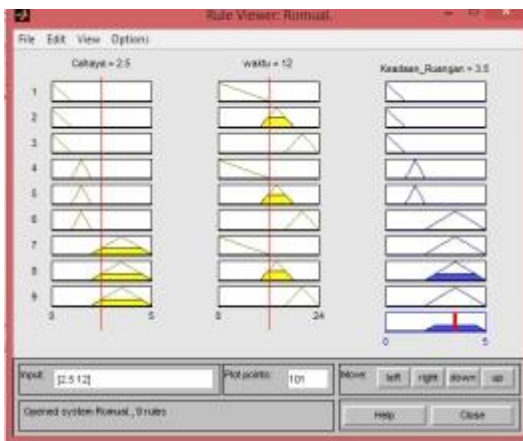 Rule Viewer: Romual.
File Edit View Options
Cahaya = 2.5
waktu = 12
Keadaan_Ruangan = 3.5
1
2
3
4
5
6
7
8
9
0 5
0 24
0 5
Input: [2.5 12]
Plot points: 101
Move: left right down up
Opened system Romual., 9 rules
Help Close